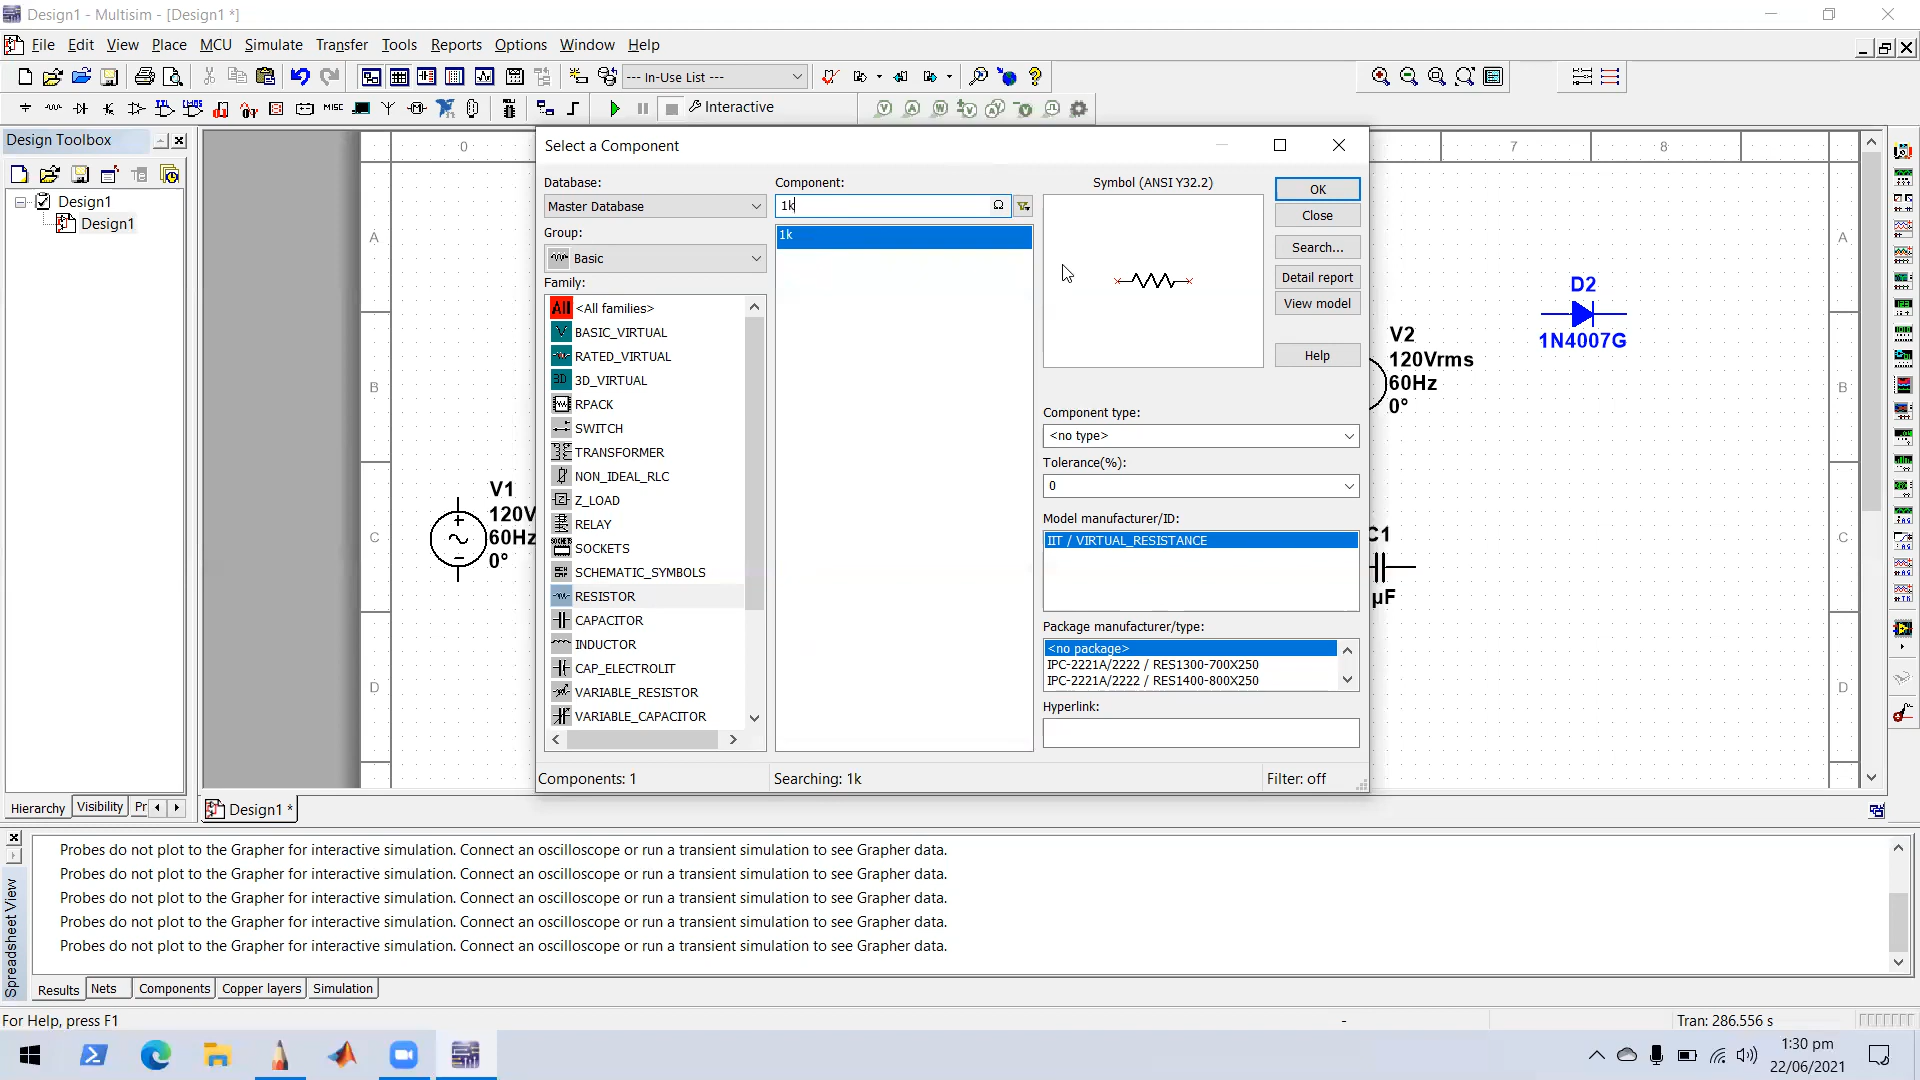 Design1 - Multisim - [Design1 *]
File Edit View Place MCU Simulate Transfer Tools Reports Options Window Help
--- In-Use List ---
MISC
Interactive
Design Toolbox
Design1
Design1
Hierarchy Visibility Pr
0 7 8
A
B
C
D
A
B
C
D
V1
120V
60Hz
0°
V2
120Vrms
60Hz
0°
D2
1N4007G
C1
µF
Select a Component
Database:
Master Database
Group:
Basic
Family:
All <All families>
BASIC_VIRTUAL
RATED_VIRTUAL
3D 3D_VIRTUAL
RPACK
SWITCH
TRANSFORMER
NON_IDEAL_RLC
Z_LOAD
RELAY
SOCKETS
SCHEMATIC_SYMBOLS
RESISTOR
CAPACITOR
INDUCTOR
CAP_ELECTROLIT
VARIABLE_RESISTOR
VARIABLE_CAPACITOR
Component:
1k Ω
1k
Symbol (ANSI Y32.2)
OK
Close
Search...
Detail report
View model
Help
Component type:
<no type>
Tolerance(%):
0
Model manufacturer/ID:
IIT / VIRTUAL_RESISTANCE
Package manufacturer/type:
<no package>
IPC-2221A/2222 / RES1300-700X250
IPC-2221A/2222 / RES1400-800X250
Hyperlink:
Components: 1 Searching: 1k Filter: off
Design1 *
Spreadsheet View
Probes do not plot to the Grapher for interactive simulation. Connect an oscilloscope or run a transient simulation to see Grapher data.
Probes do not plot to the Grapher for interactive simulation. Connect an oscilloscope or run a transient simulation to see Grapher data.
Probes do not plot to the Grapher for interactive simulation. Connect an oscilloscope or run a transient simulation to see Grapher data.
Probes do not plot to the Grapher for interactive simulation. Connect an oscilloscope or run a transient simulation to see Grapher data.
Probes do not plot to the Grapher for interactive simulation. Connect an oscilloscope or run a transient simulation to see Grapher data.
Results Nets Components Copper layers Simulation
For Help, press F1 - Tran: 286.556 s
1:30 pm
22/06/2021